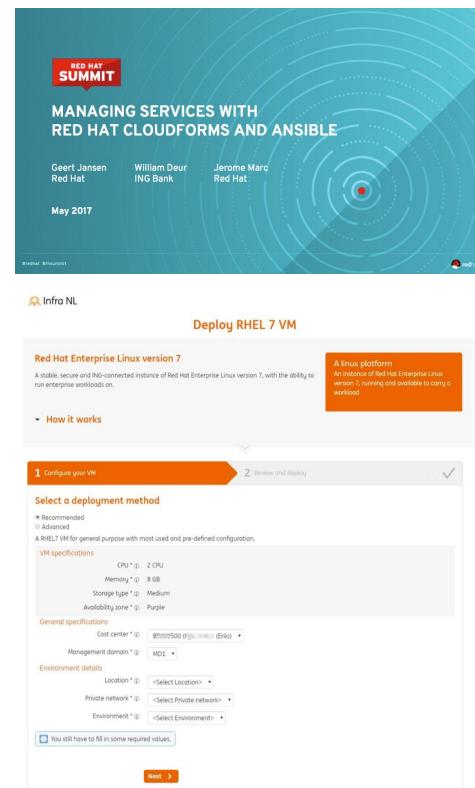 RED HAT
SUMMIT
MANAGING SERVICES WITH
RED HAT CLOUDFORMS AND ANSIBLE
Geert Jansen William Deur Jerome Marc
Red Hat ING Bank Red Hat
May 2017
#redhat #rhsummit
red
Infra NL
Deploy RHEL 7 VM
Red Hat Enterprise Linux version 7
A stable, secure and ING-connected instance of Red Hat Enterprise Linux version 7, with the ability to
run enterprise workloads on.
How it works
A linux platform
An instance of Red Hat Enterprise Linux
version 7, running and available to carry a
workload
1 Configure your VM 2 Review and deploy
Select a deployment method
Recommended
Advanced
A RHEL7 VM for general purpose with most used and pre-defined configuration.
VM specifications
CPU * 2 CPU
Memory * 8 GB
Storage type * Medium
Availability zone * Purple
General specifications
Cost center * 500 (Erik))
Management domain * MD1
Environment details
Location * <Select Location>
Private network * <Select Private network>
Environment * <Select Environment>
You still have to fill in some required values.
Next >